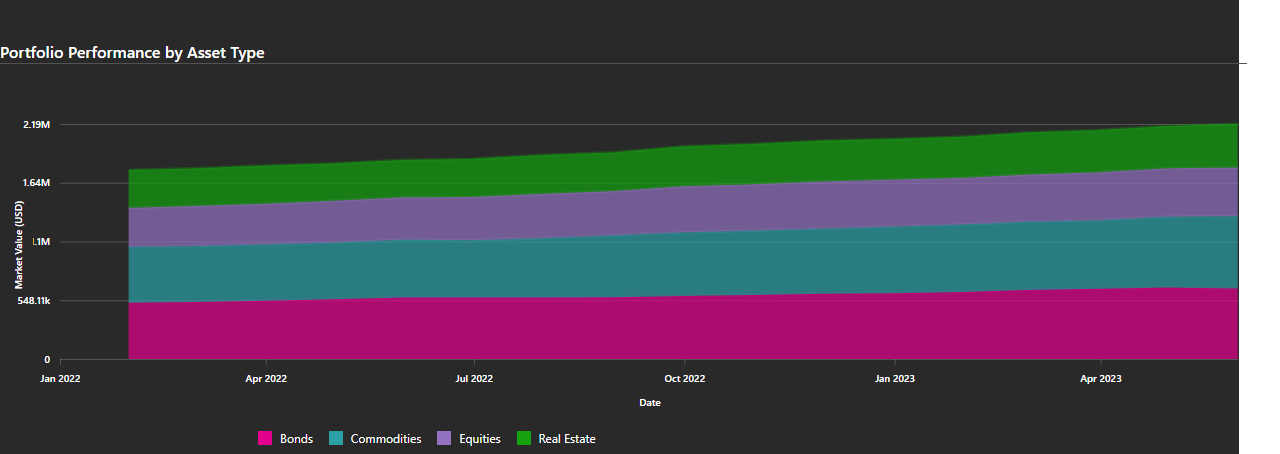 Portfolio Performance by Asset Type
2.19M
1.64M
1.1M
548.11k
0
Market Value (USD)
Jan 2022 Apr 2022 Jul 2022 Oct 2022 Jan 2023 Apr 2023
Date
Bonds Commodities Equities Real Estate